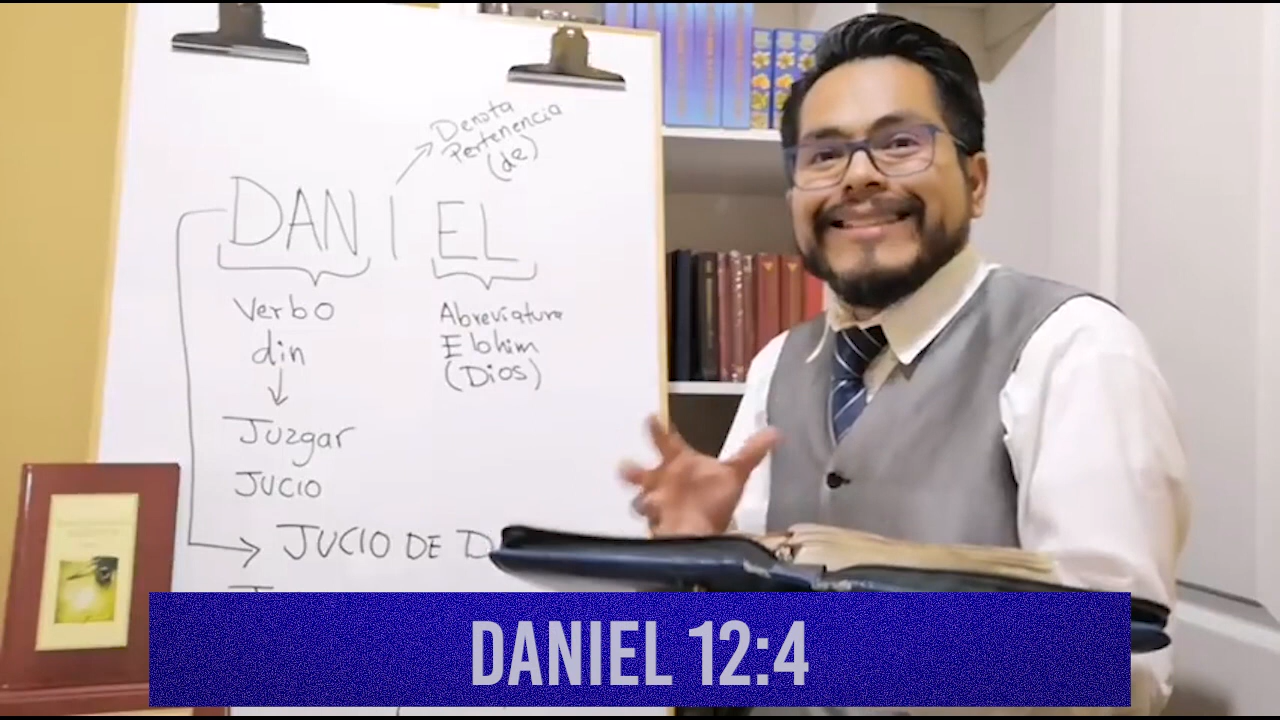 Denota
Pertenencia
(de)
DAN I EL
Verbo
din
Juzgar
JUCIO
Abreviatura
Elohim
(Dios)
JUCIO DE D
DANIEL 12:4